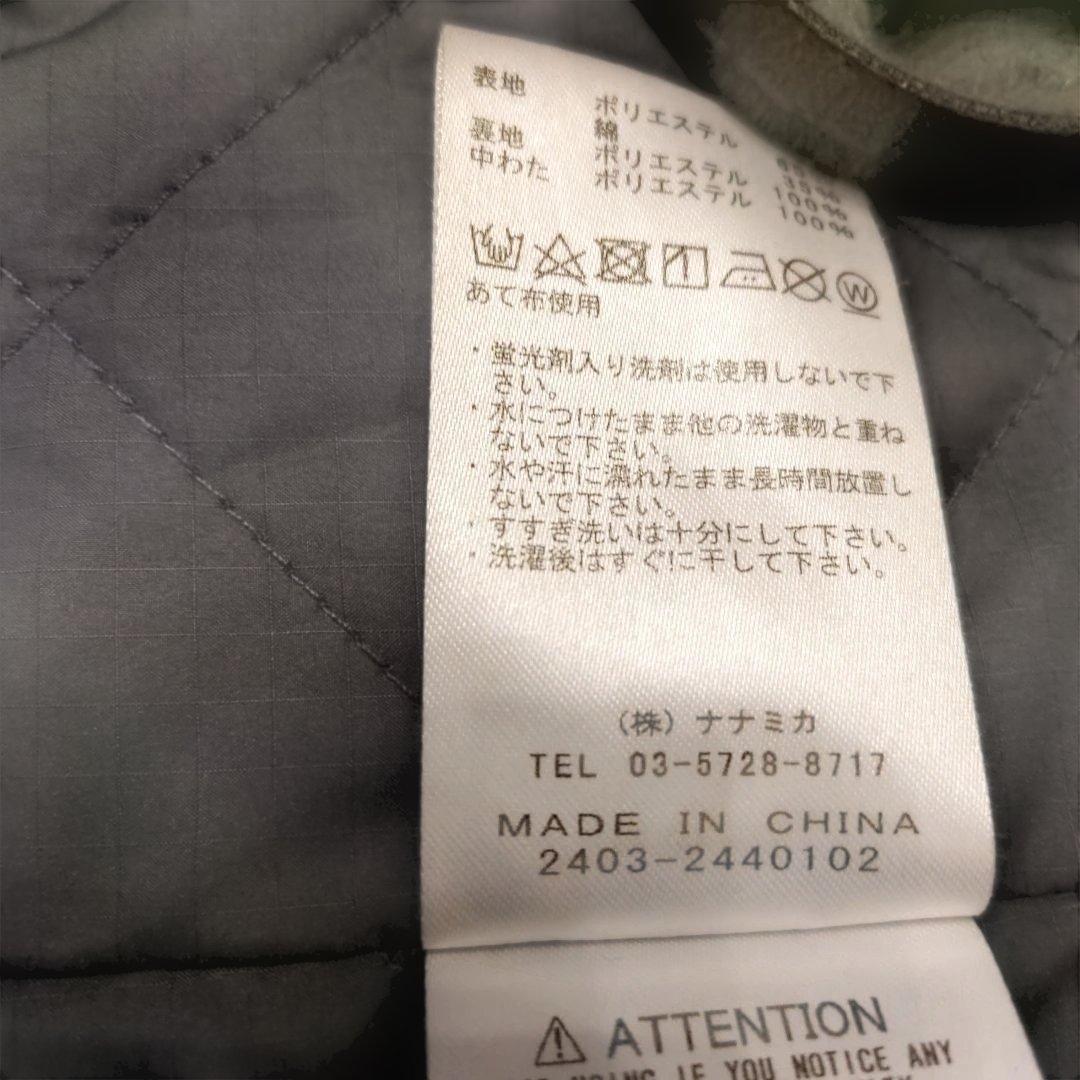 表地 ポリエステル
綿 35%
裏地 ポリエステル 100%
中わた ポリエステル 100%
W
あて布使用
・蛍光剤入り洗剤は使用しないで下
さい。
・水につけたまま他の洗濯物と重ね
ないで下さい。
・水や汗に濡れたまま長時間放置し
ないで下さい。
・すすぎ洗いは十分にして下さい。
・洗濯後はすぐに干して下さい。
(株) ナナミカ
TEL 03-5728-8717
MADE IN CHINA
2403-2440102
ATTENTION
USING IF YOU NOTICE ANY